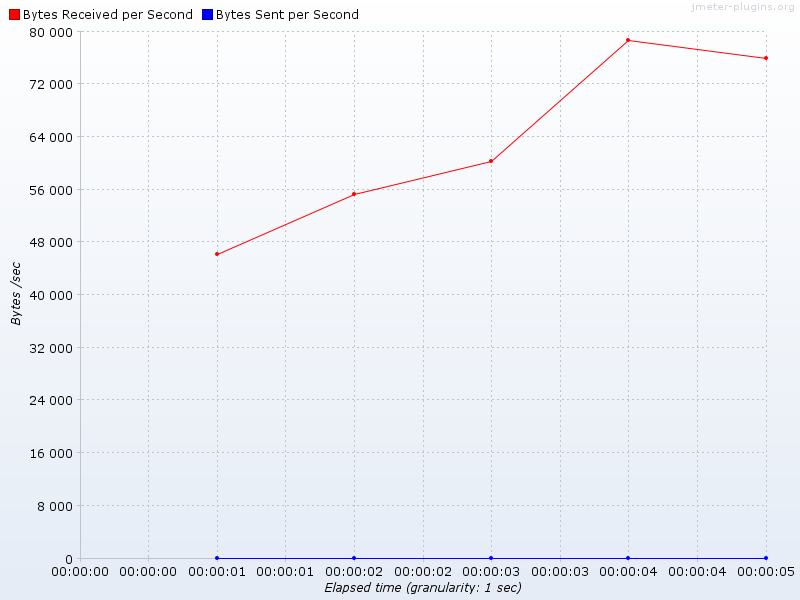 jmeter-plugins.org
Bytes Received per Second Bytes Sent per Second
80 000
72 000
64 000
56 000
48 000
40 000
32 000
24 000
16 000
8 000
0
Bytes /sec
00:00:00 00:00:00 00:00:01 00:00:01 00:00:02 00:00:02 00:00:03 00:00:03 00:00:04 00:00:04 00:00:05
Elapsed time (granularity: 1 sec)